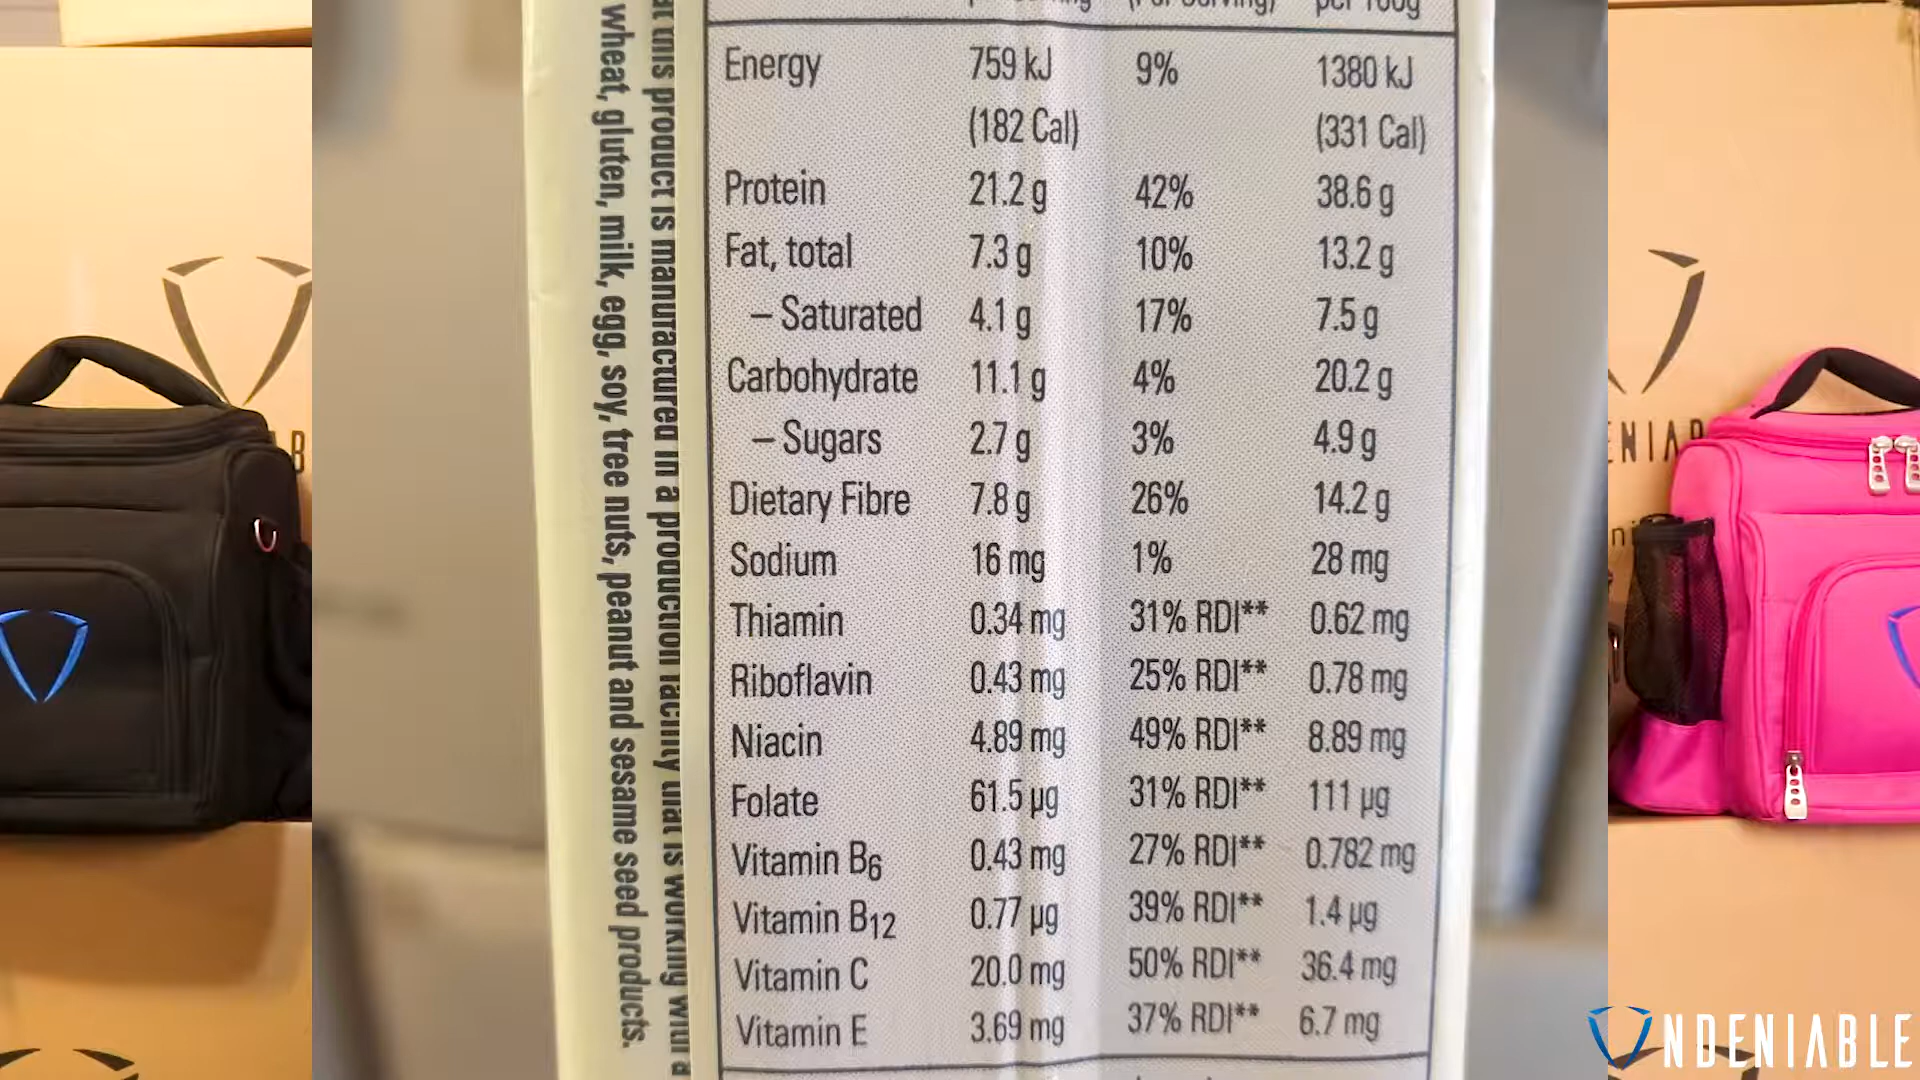 Energy 759 kJ 9% 1380 kJ
(182 Cal) (331 Cal)
Protein 21.2 g 42% 38.6 g
Fat, total 7.3 g 10% 13.2 g
– Saturated 4.1 g 17% 7.5 g
Carbohydrate 11.1 g 4% 20.2 g
– Sugars 2.7 g 3% 4.9 g
Dietary Fibre 7.8 g 26% 14.2 g
Sodium 16 mg 1% 28 mg
Thiamin 0.34 mg 31% RDI** 0.62 mg
Riboflavin 0.43 mg 25% RDI** 0.78 mg
Niacin 4.89 mg 49% RDI** 8.89 mg
Folate 61.5 µg 31% RDI** 111 µg
Vitamin B6 0.43 mg 27% RDI** 0.782 mg
Vitamin B12 0.77 µg 39% RDI** 1.4 µg
Vitamin C 20.0 mg 50% RDI** 36.4 mg
Vitamin E 3.69 mg 37% RDI** 6.7 mg
this product is manufactured in a production facility that is working with
wheat, gluten, milk, egg, soy, tree nuts, peanut and sesame seed products.
NDENIABLE